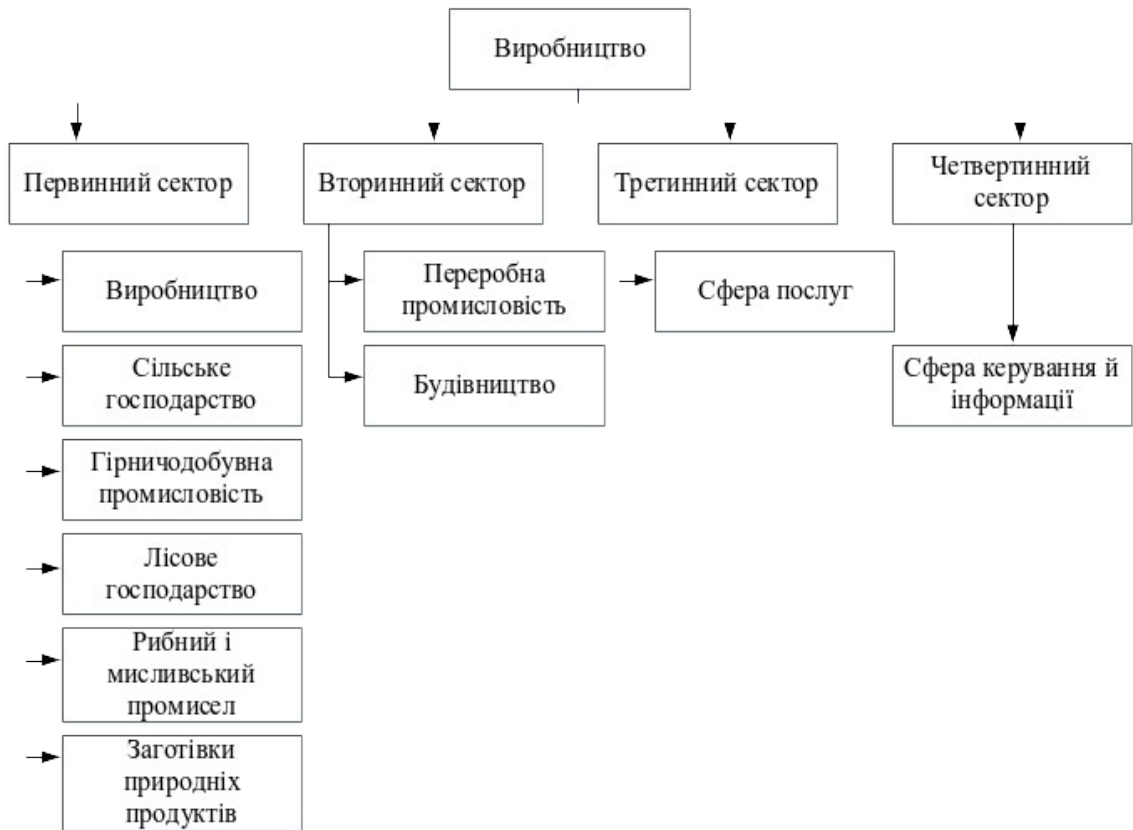 Виробництво
Первинний сектор
Вторинний сектор
Третинний сектор
Четвертинний
сектор
Виробництво
Переробна
промисловість
Сфера послуг
Сільське
господарство
Будівництво
Сфера керування й
інформації
Гірничодобувна
промисловість
Лісове
господарство
Рибний і
мисливський
промисел
Заготівки
природніх
продуктів